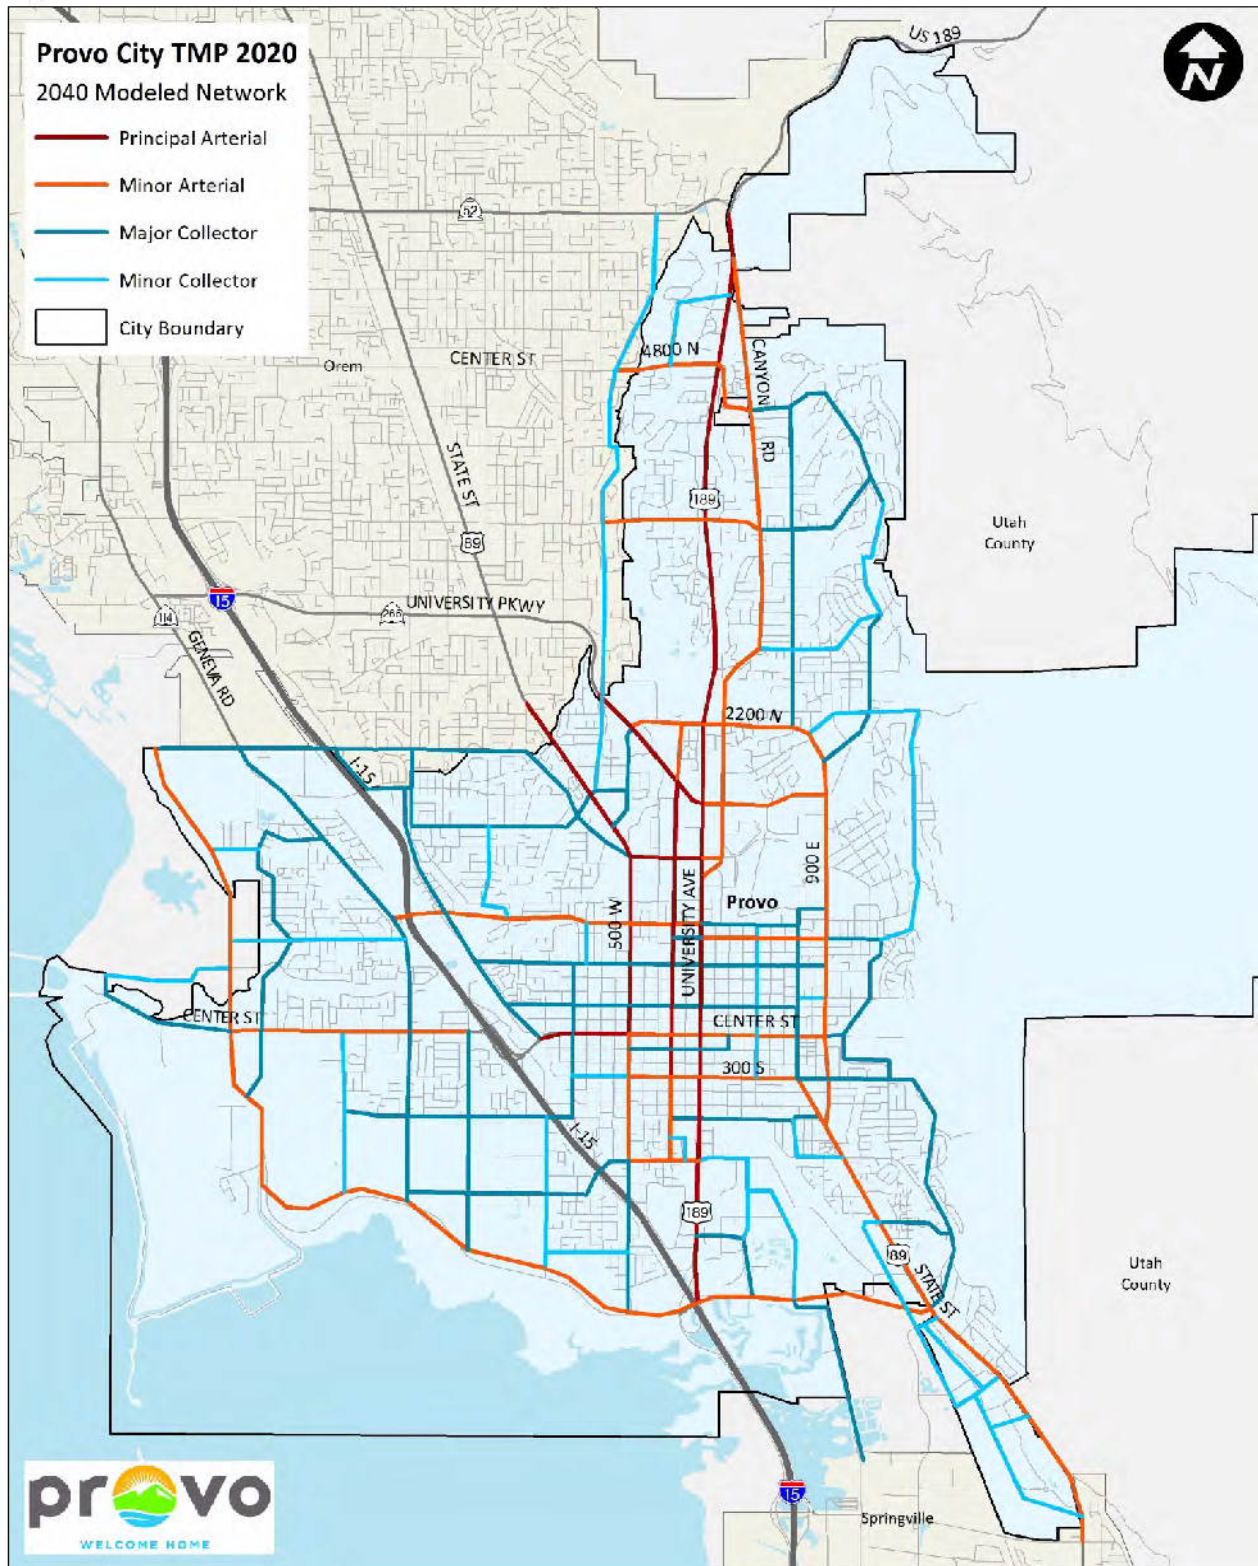 Provo City TMP 2020
2040 Modeled Network
Principal Arterial
Minor Arterial
Major Collector
Minor Collector
City Boundary
US 189
N
52
4800 N
CENTER ST
Orem
CANYON
RD
STATE ST
189
Utah
County
89
15
UNIVERSITY PKWY
265
114
GENEVA RD
2200 N
I-15
900 E
UNIVERSITY AVE
500 W
Provo
CENTER ST
CENTER ST
300 S
I-15
189
89
STATE ST
Utah
County
provo
WELCOME HOME
15
Springville